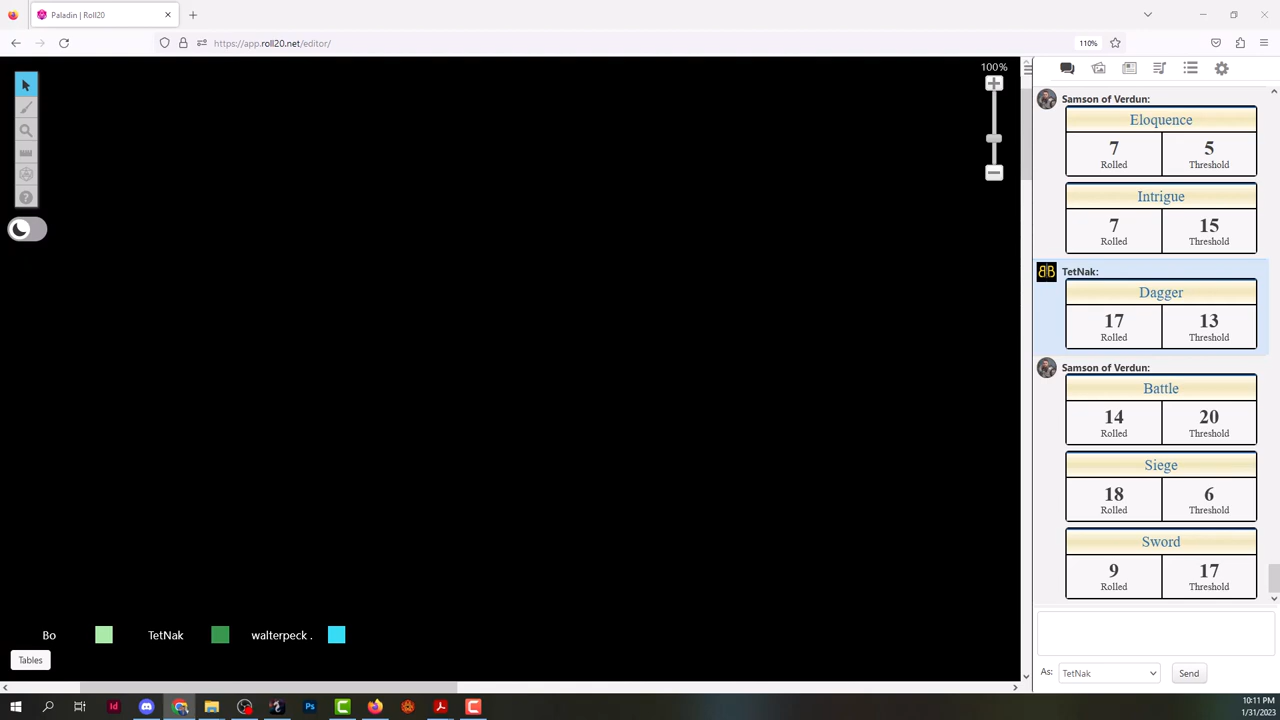 Paladin | Roll20
https://app.roll20.net/editor/
110%
100%
Samson of Verdun:
Eloquence
7 5
Rolled Threshold
Intrigue
7 15
Rolled Threshold
TetNak:
Dagger
17 13
Rolled Threshold
Samson of Verdun:
Battle
14 20
Rolled Threshold
Siege
18 6
Rolled Threshold
Sword
9 17
Rolled Threshold
Bo TetNak walterpeck .
Tables
As: TetNak Send
10:11 PM
1/31/2023